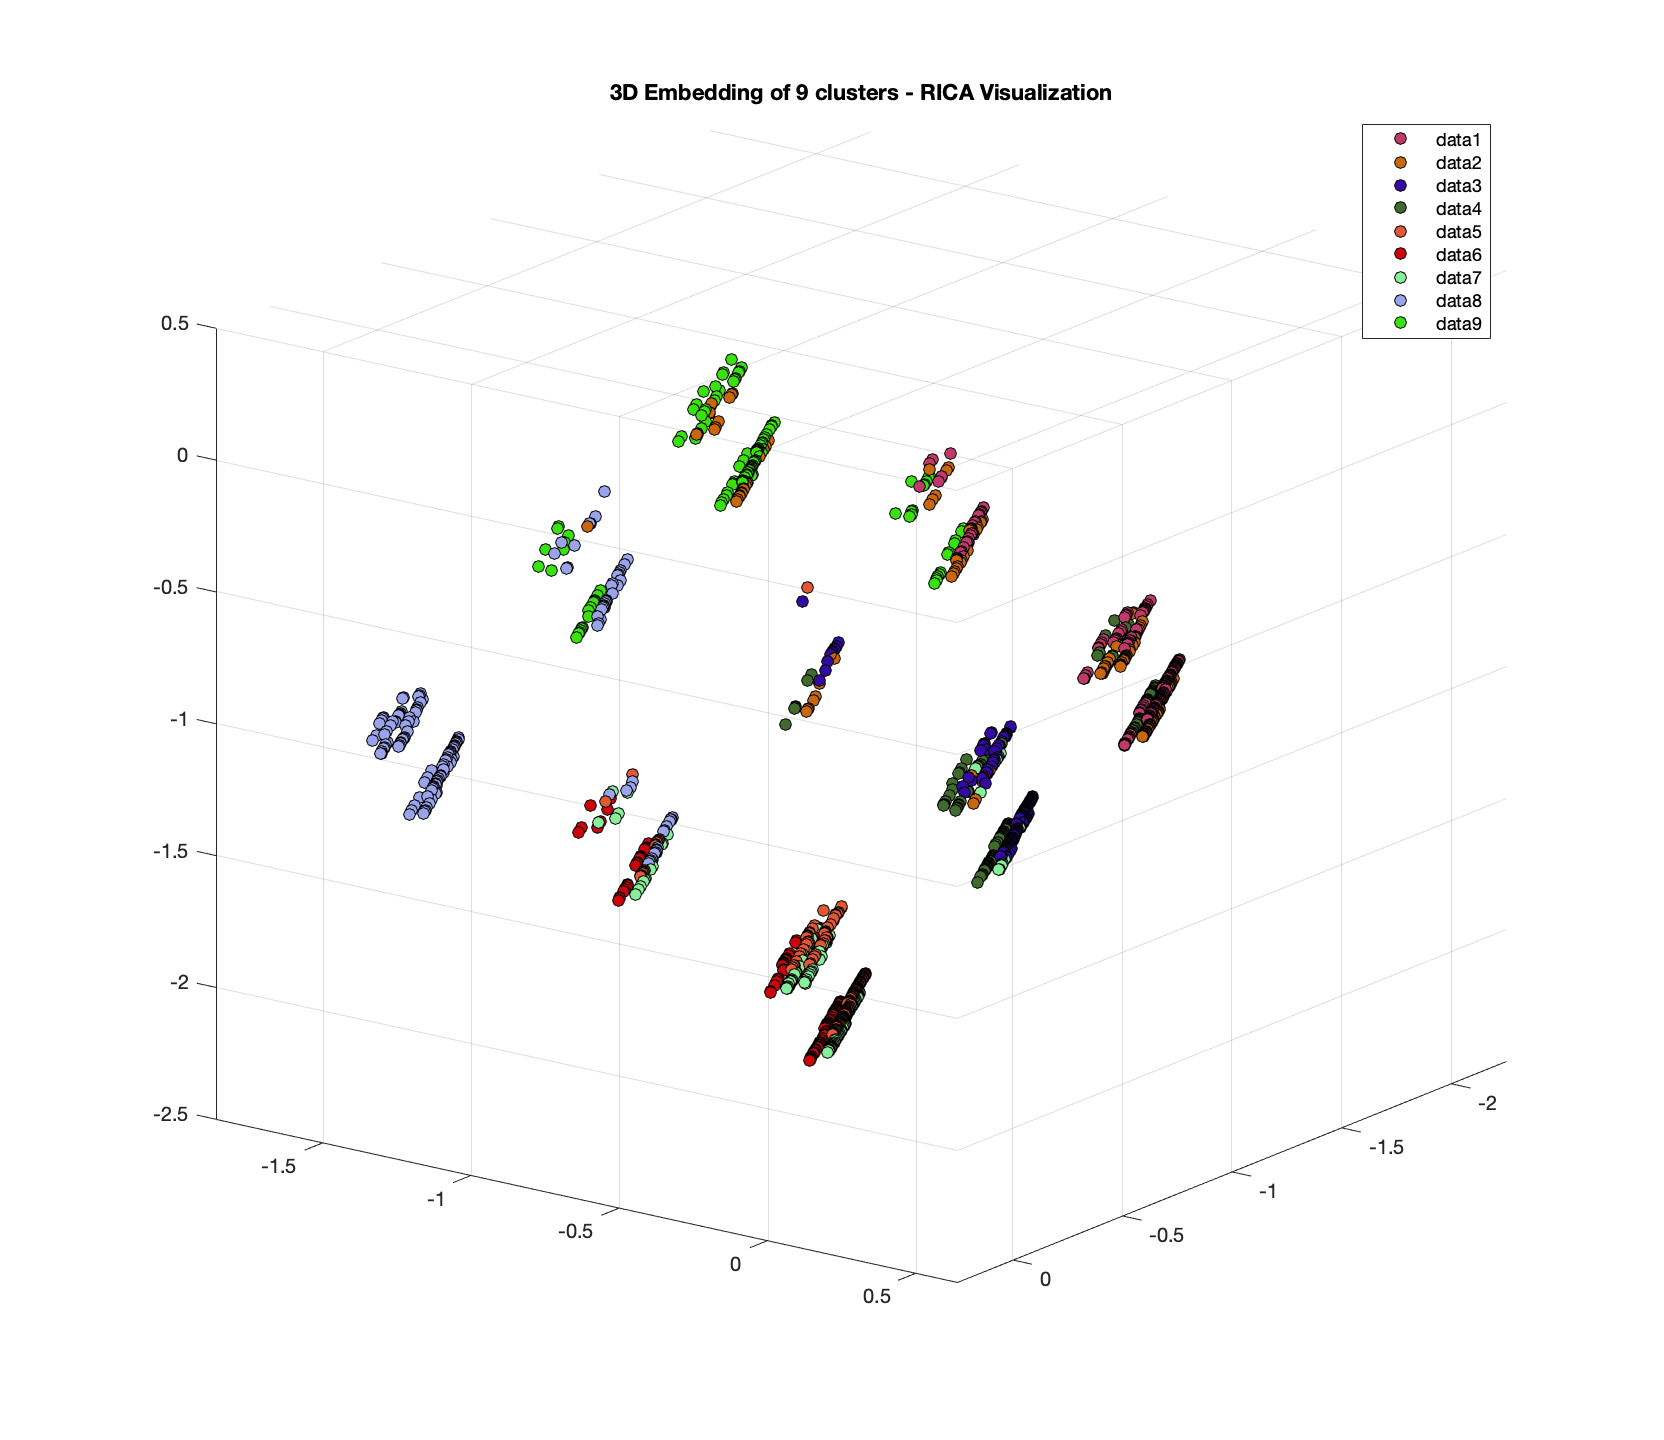 3D Embedding of 9 clusters - RICA Visualization
data1
data2
data3
data4
data5
data6
data7
data8
data9
0.5
0
-0.5
-1
-1.5
-2
-2.5
-1.5
-1
-0.5
0
0.5
0
-0.5
-1
-1.5
-2